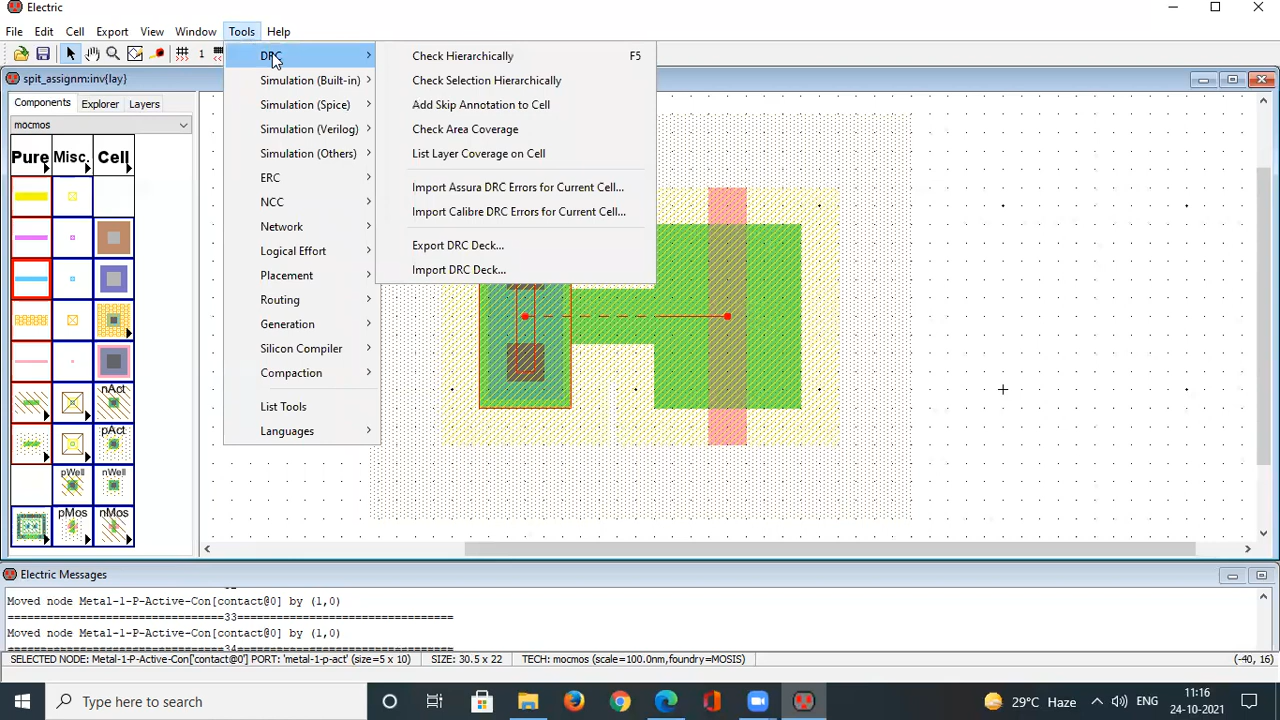 Electric
File Edit Cell Export View Window Tools Help
1
spit_assignm:inv{lay}
Components Explorer Layers
mocmos
Pure Misc. Cell
nAct
pAct
pWell nWell
pMos nMos
DRC
Simulation (Built-in)
Simulation (Spice)
Simulation (Verilog)
Simulation (Others)
ERC
NCC
Network
Logical Effort
Placement
Routing
Generation
Silicon Compiler
Compaction
List Tools
Languages
Check Hierarchically F5
Check Selection Hierarchically
Add Skip Annotation to Cell
Check Area Coverage
List Layer Coverage on Cell
Import Assura DRC Errors for Current Cell...
Import Calibre DRC Errors for Current Cell...
Export DRC Deck...
Import DRC Deck...
Electric Messages
Moved node Metal-1-P-Active-Con[contact@0] by (1,0)
================================33================================
Moved node Metal-1-P-Active-Con[contact@0] by (1,0)
================================34================================
SELECTED NODE: Metal-1-P-Active-Con['contact@0'] PORT: 'metal-1-p-act' (size=5 x 10) SIZE: 30.5 x 22 TECH: mocmos (scale=100.0nm,foundry=MOSIS) (-40, 16)
Type here to search
29°C Haze ENG 11:16
24-10-2021